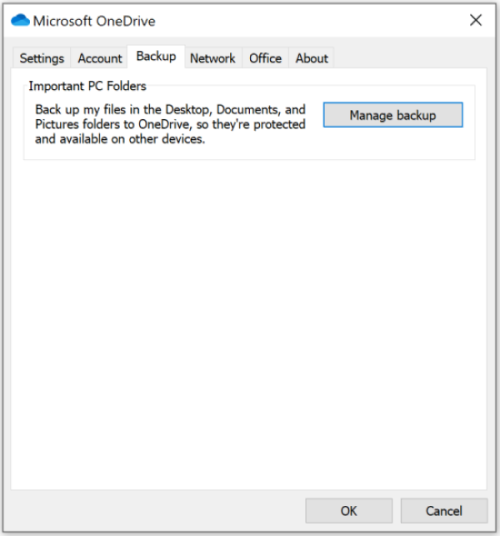 Microsoft OneDrive
Settings Account Backup Network Office About
Important PC Folders
Back up my files in the Desktop, Documents, and
Pictures folders to OneDrive, so they're protected
and available on other devices.
Manage backup
OK Cancel